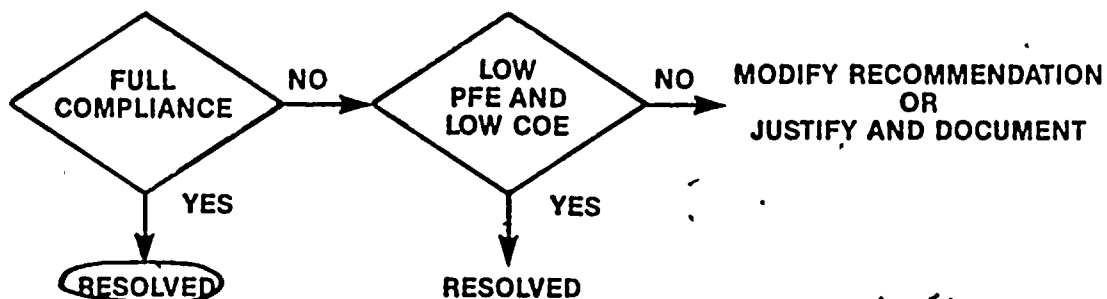 FULL
COMPLIANCE
NO
LOW
PFE AND
LOW COE
NO
MODIFY RECOMMENDATION
OR
JUSTIFY AND DOCUMENT
YES
YES
RESOLVED
RESOLVED